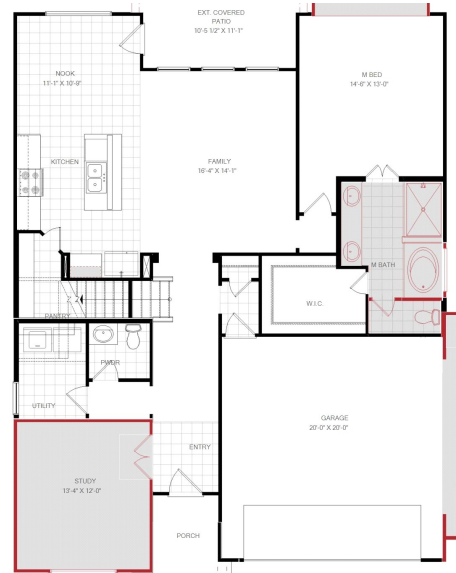 EXT. COVERED
PATIO
10'-5 1/2" X 11'-1"
NOOK
11'-1" X 10'-9"
M BED
14'-6" X 13'-0"
KITCHEN
FAMILY
16'-4" X 14'-1"
M BATH
W.I.C.
PANTRY
PWDR
UTILITY
GARAGE
20'-0" X 20'-0"
ENTRY
STUDY
13'-4" X 12'-0"
PORCH